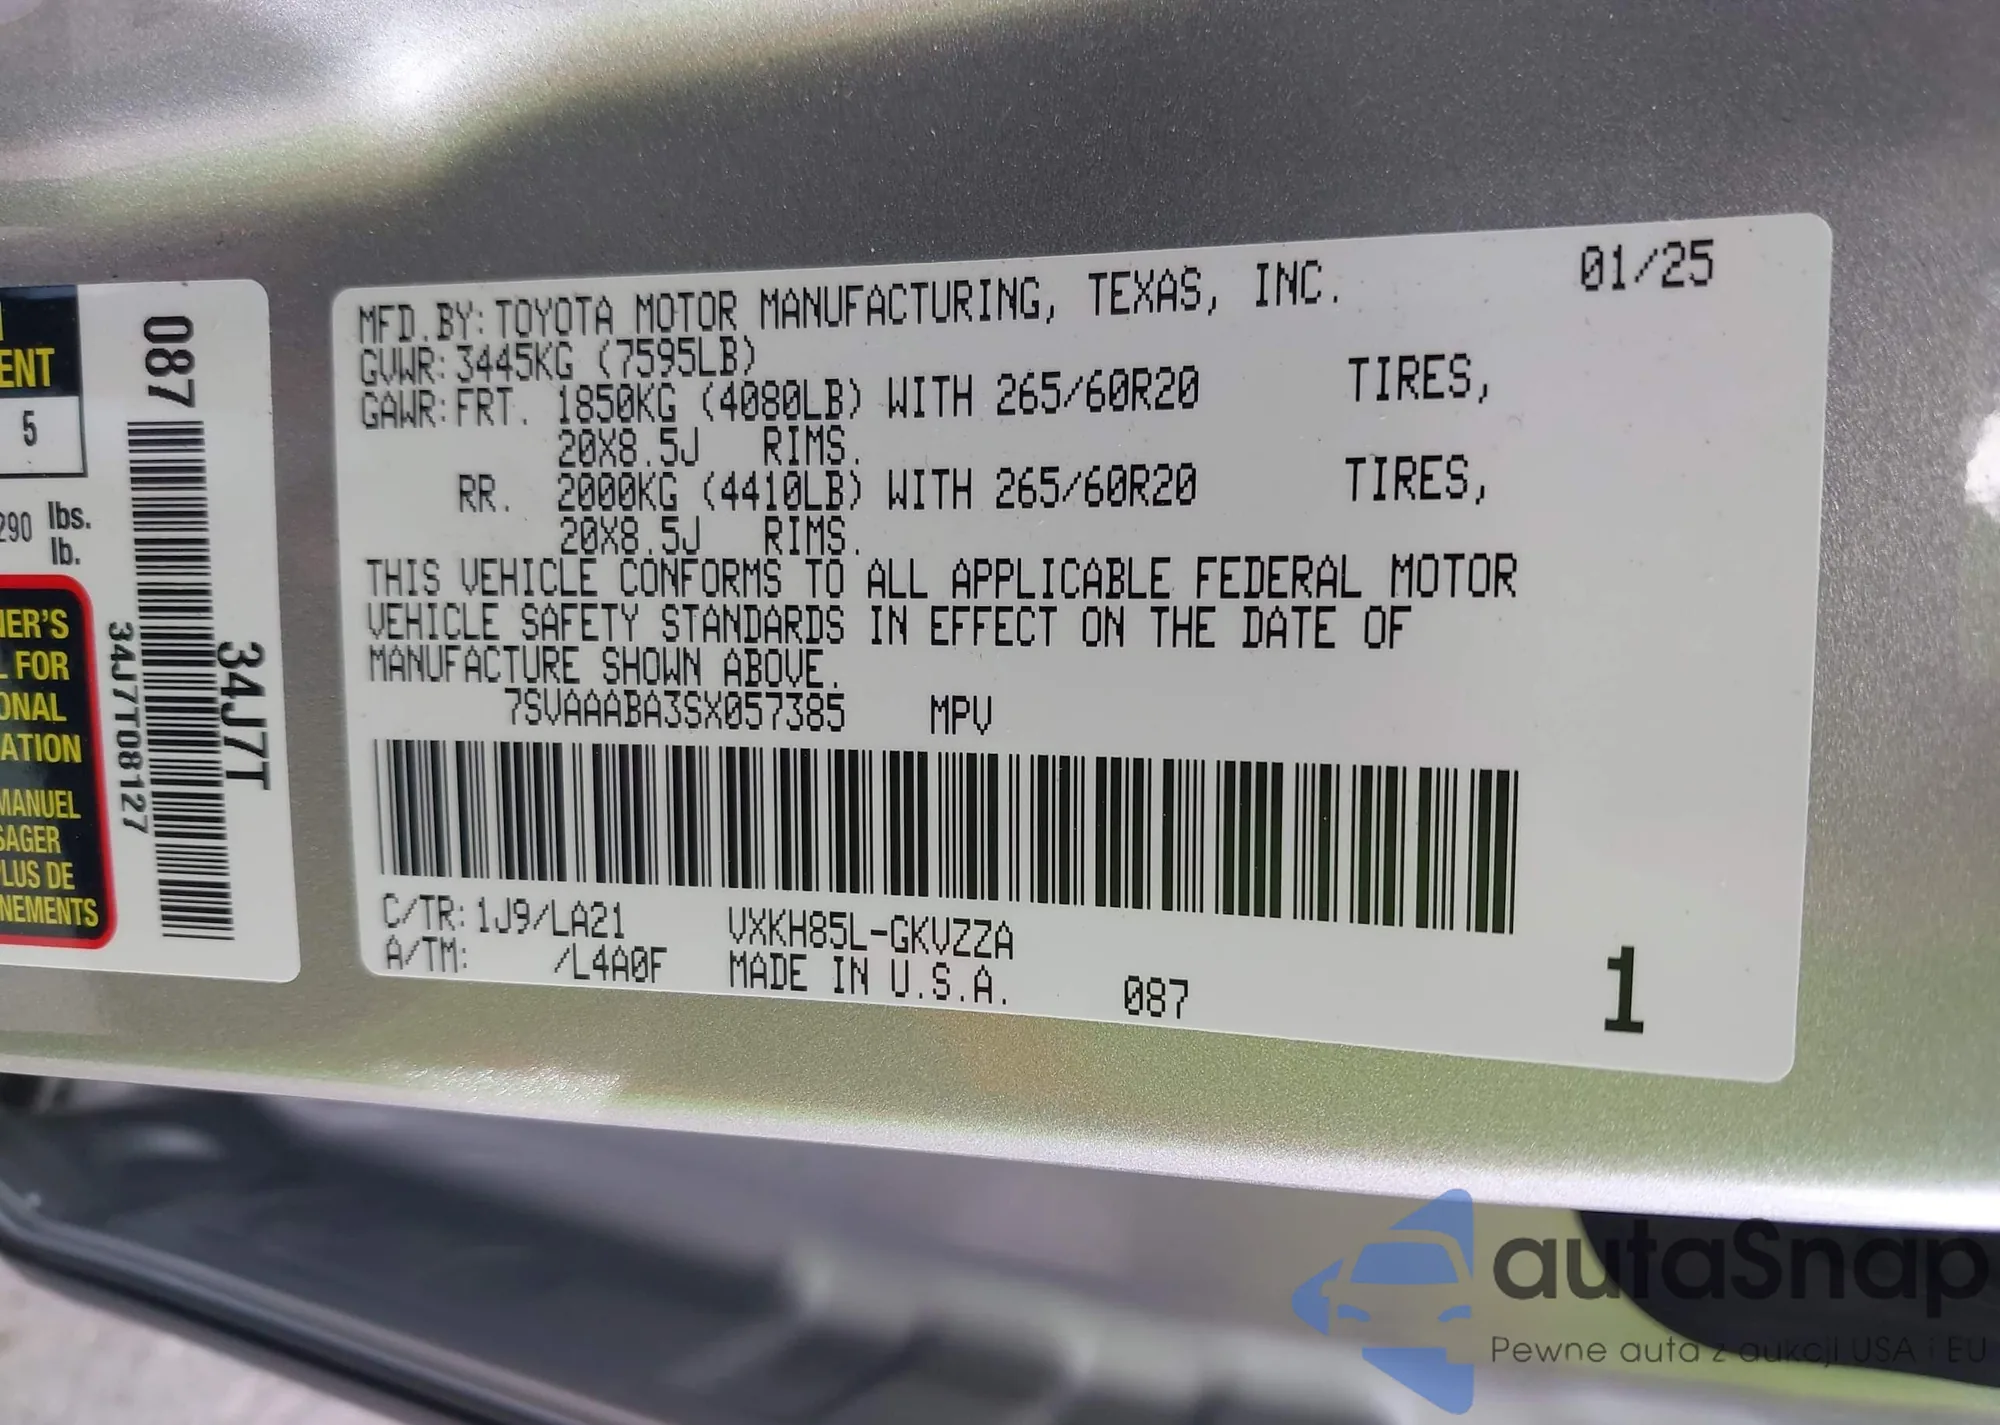 ENT
5
290 lbs.
lb.
FOR
MANUEL
PLUS DE
087
34J7T
34J7T08127
MFD.BY: TOYOTA MOTOR MANUFACTURING, TEXAS, INC. 01/25
GVWR: 3445KG (7595LB)
GAWR: FRT. 1850KG (4080LB) WITH 265/60R20 TIRES,
20X8.5J RIMS.
RR. 2000KG (4410LB) WITH 265/60R20 TIRES,
20X8.5J RIMS.
THIS VEHICLE CONFORMS TO ALL APPLICABLE FEDERAL MOTOR
VEHICLE SAFETY STANDARDS IN EFFECT ON THE DATE OF
MANUFACTURE SHOWN ABOVE.
7SVAAABA3SX057385 MPV
C/TR: 1J9/LA21 VXKH85L-GKVZZA
A/TM: /L4A0F MADE IN U.S.A. 087
1
autaSnap
Pewne auta z aukcji USA i EU